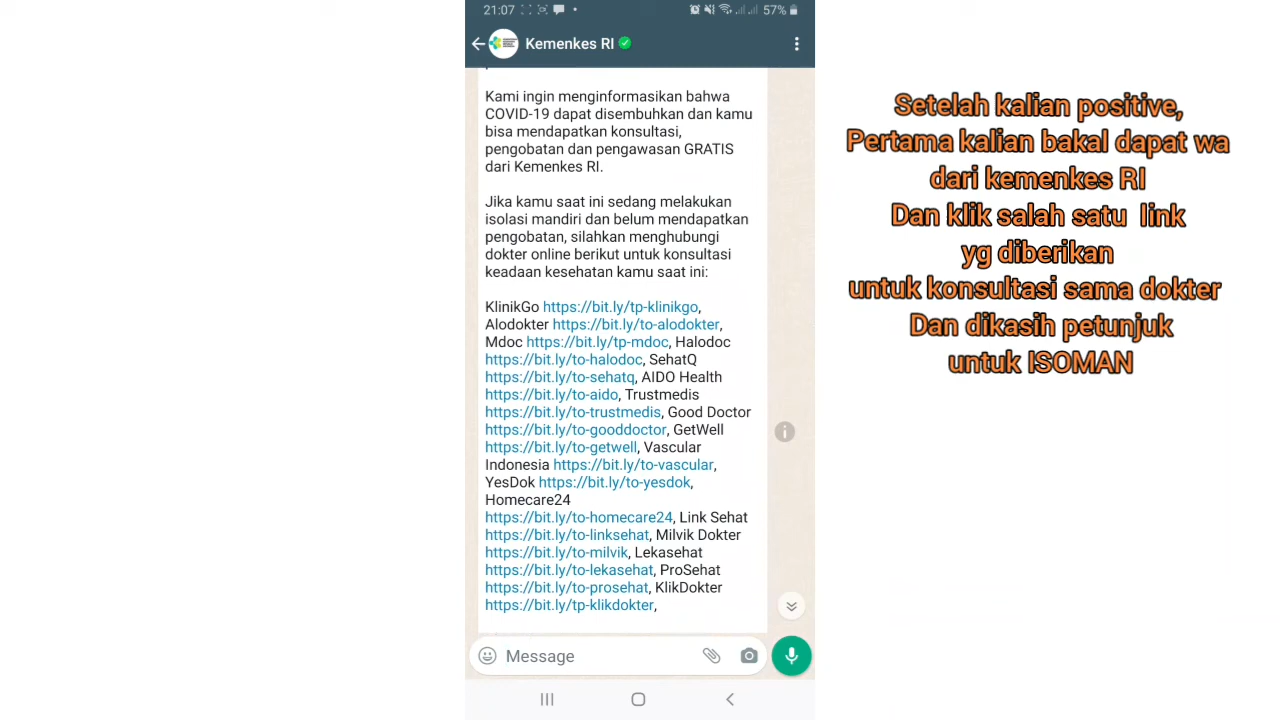 21:07
57%
Kemenkes RI
Kami ingin menginformasikan bahwa
COVID-19 dapat disembuhkan dan kamu
bisa mendapatkan konsultasi,
pengobatan dan pengawasan GRATIS
dari Kemenkes RI.
Jika kamu saat ini sedang melakukan
isolasi mandiri dan belum mendapatkan
pengobatan, silahkan menghubungi
dokter online berikut untuk konsultasi
keadaan kesehatan kamu saat ini:
KlinikGo https://bit.ly/tp-klinikgo,
Alodokter https://bit.ly/to-alodokter,
Mdoc https://bit.ly/tp-mdoc, Halodoc
https://bit.ly/to-halodoc, SehatQ
https://bit.ly/to-sehatq, AIDO Health
https://bit.ly/to-aido, Trustmedis
https://bit.ly/to-trustmedis, Good Doctor
https://bit.ly/to-gooddoctor, GetWell
https://bit.ly/to-getwell, Vascular
Indonesia https://bit.ly/to-vascular,
YesDok https://bit.ly/to-yesdok,
Homecare24
https://bit.ly/to-homecare24, Link Sehat
https://bit.ly/to-linksehat, Milvik Dokter
https://bit.ly/to-milvik, Lekasehat
https://bit.ly/to-lekasehat, ProSehat
https://bit.ly/to-prosehat, KlikDokter
https://bit.ly/tp-klikdokter,
Message
Setelah kalian positive,
Pertama kalian bakal dapat wa
dari kemenkes RI
Dan klik salah satu link
yg diberikan
untuk konsultasi sama dokter
Dan dikasih petunjuk
untuk ISOMAN